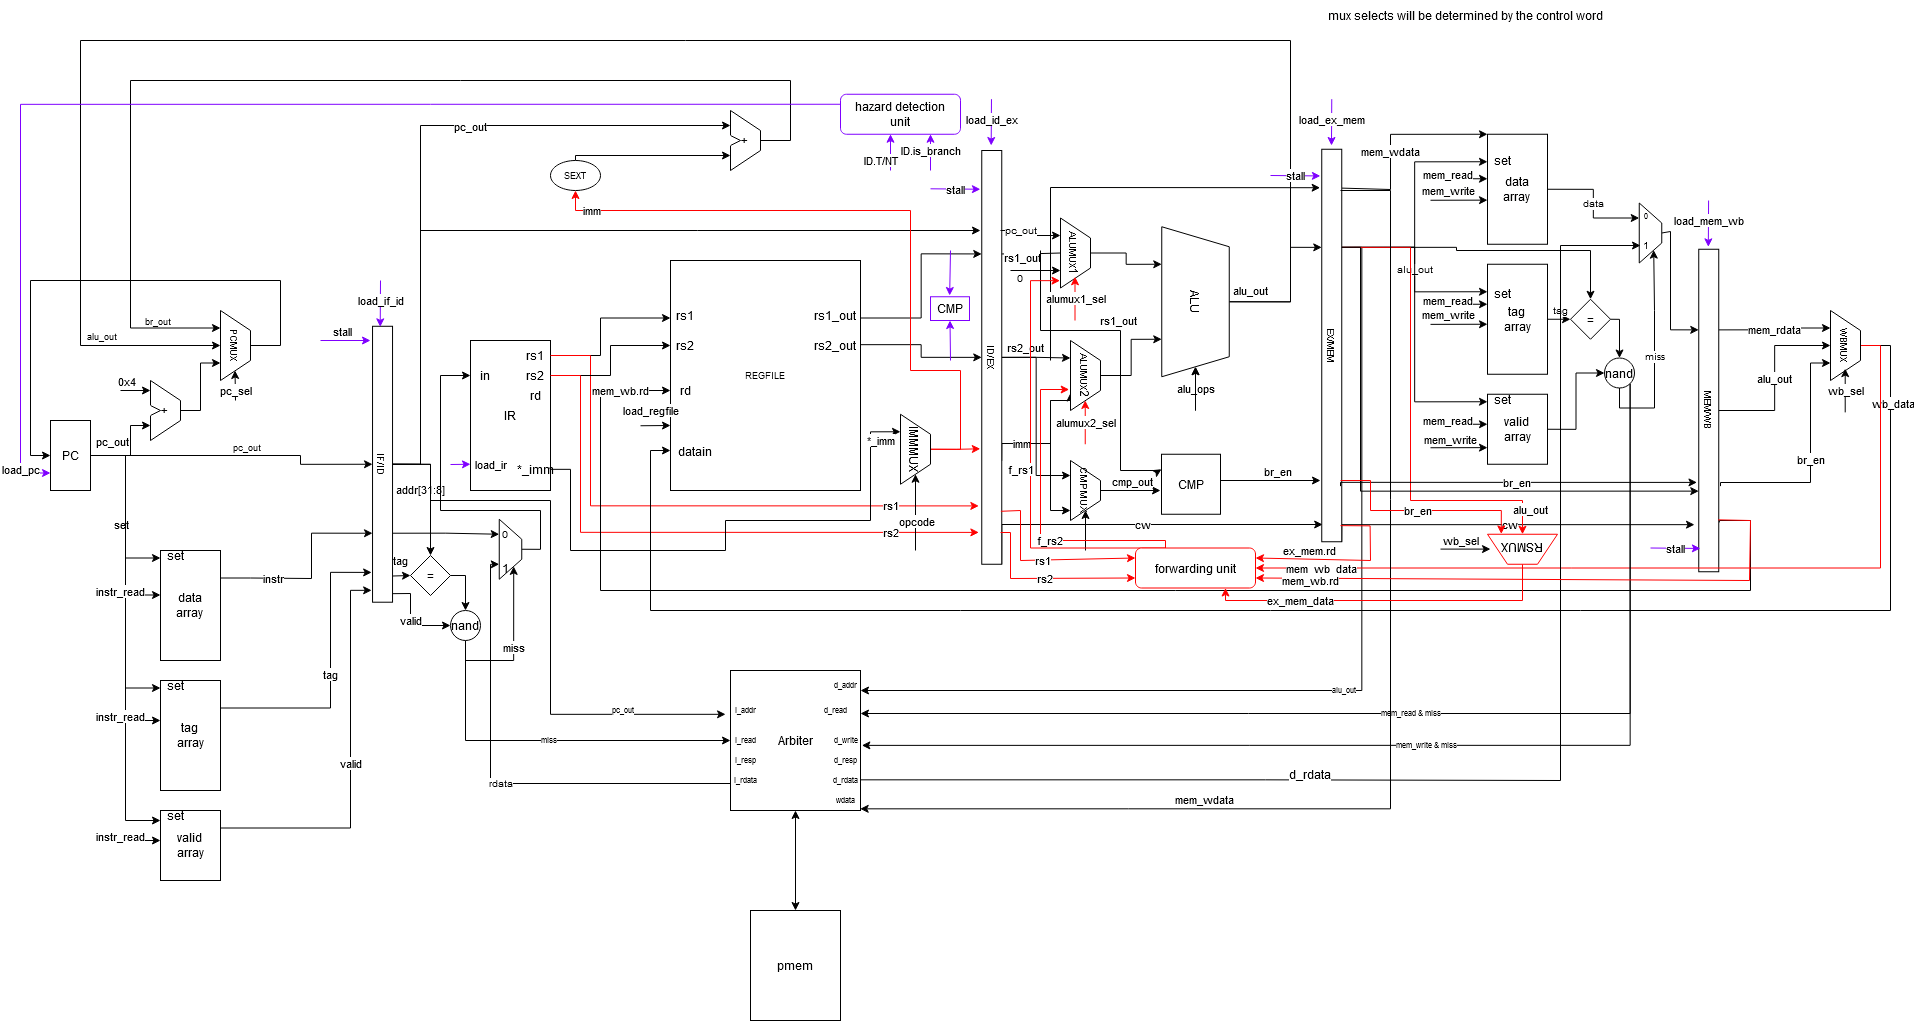 mux selects will be determined by the control word
hazard detection
unit
load_id_ex
load_ex_mem
pc_out
+
ID.T/NT
ID.is_branch
mem_wdata
set
data
array
mem_read
mem_write
SEXT
stall
stall
imm
data
0
1
load_mem_wb
pc_out
ALUMUX1
rs1_out
0
alumux1_sel
ALU
alu_out
alu_out
set
mem_read
mem_write
tag
array
tag
=
load_if_id
stall
br_out
alu_out
PCMUX
pc_sel
rs1
rs2
rs1_out
rs2_out
REGFILE
CMP
ID/EX
rs1_out
rs2_out
ALUMUX2
alumux2_sel
alu_ops
EX/MEM
miss
nand
mem_rdata
alu_out
WBMUX
wb_sel
wb_data
0x4
+
rs1
rs2
rd
in
IR
load_ir
*_imm
mem_wb.rd
rd
load_regfile
datain
*_imm
IMMMUX
opcode
set
mem_read
mem_write
valid
array
MEM/WB
br_en
PC
pc_out
pc_out
load_pc
IF/ID
addr[31:8]
imm
f_rs1
CMPMUX
cmp_out
CMP
br_en
br_en
rs1
rs2
cw
br_en
alu_out
cw
set
0
1
f_rs2
wb_sel
RSMUX
stall
set
instr_read
data
array
instr
tag
=
valid
nand
miss
rs1
rs2
forwarding unit
ex_mem.rd
mem_wb_data
mem_wb.rd
ex_mem_data
set
instr_read
tag
array
tag
valid
pc_out
miss
rdata
i_addr
i_read
i_resp
i_rdata
Arbiter
d_addr
d_read
d_write
d_resp
d_rdata
wdata
alu_out
mem_read & miss
mem_write & miss
d_rdata
mem_wdata
set
instr_read
valid
array
pmem